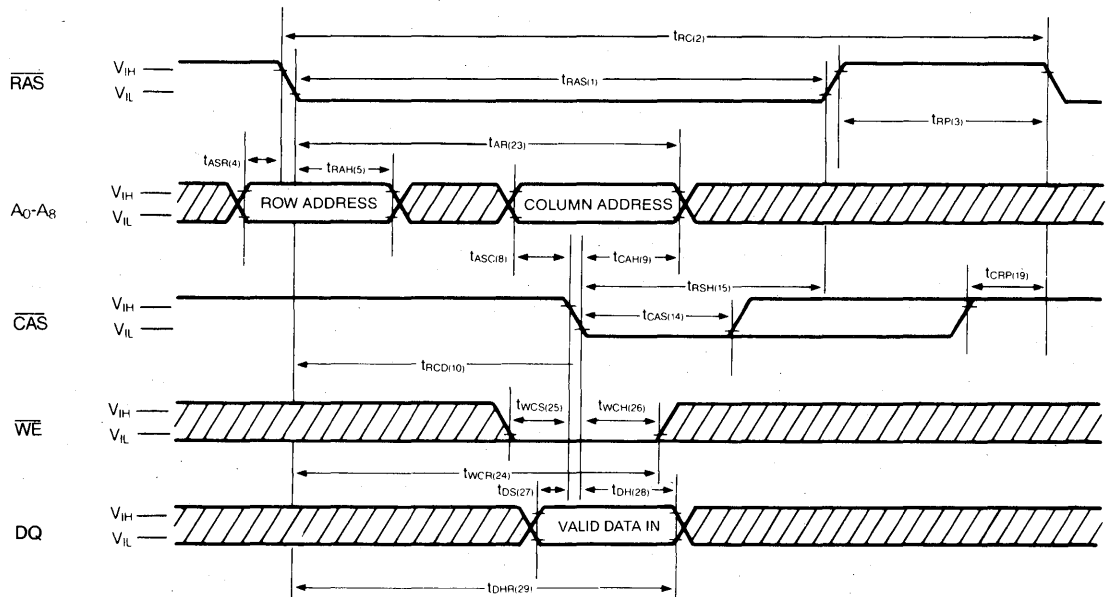 tRC(2)
VIH
RAS
tRAS(1)
VIL
tRP(3)
tAR(23)
tASR(4)
tRAH(5)
VIH
A0-A8
ROW ADDRESS
COLUMN ADDRESS
VIL
tASC(8)
tCAH(9)
tCRP(19)
tRSH(15)
VIH
CAS
tCAS(14)
VIL
tRCD(10)
VIH
tWCS(25)
tWCH(26)
WE
VIL
tWCR(24)
tDS(27)
tDH(28)
VIH
DQ
VALID DATA IN
VIL
tDHR(29)